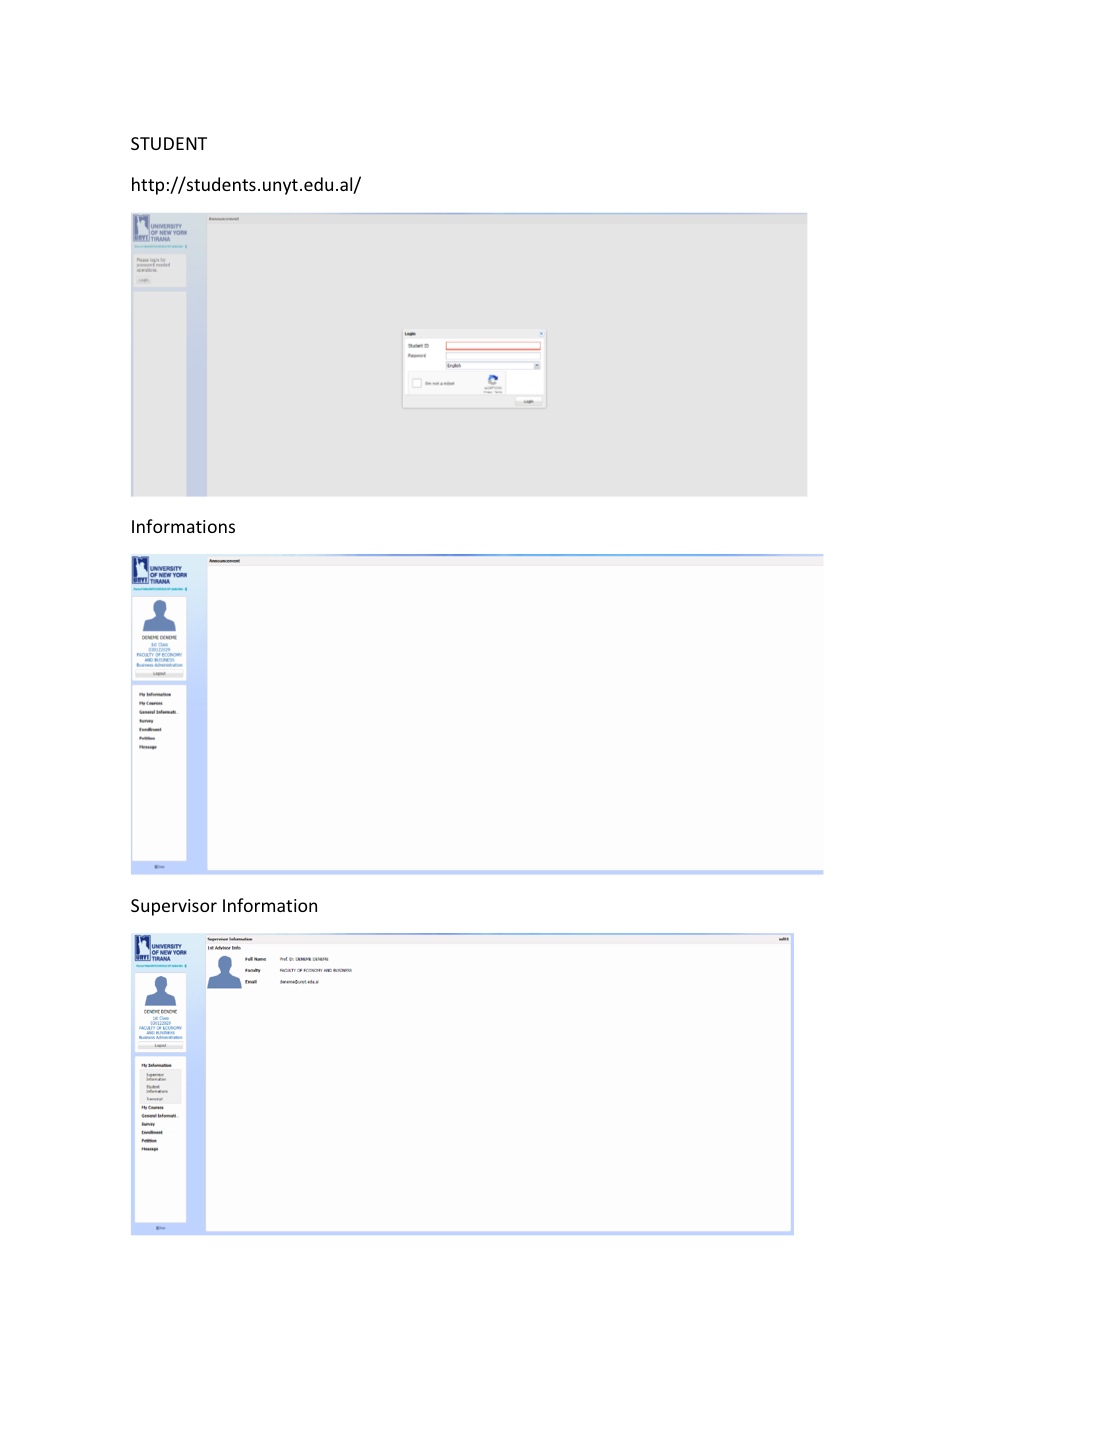 STUDENT
http://students.unyt.edu.al/
UNIVERSITY
OF NEW YORK
TIRANA
UNYT
Announcement
Please login for
password needed
operations.
Login
Login
Student ID
Password
English
I'm not a robot
reCAPTCHA
Privacy - Terms
Login
Informations
UNIVERSITY
OF NEW YORK
TIRANA
UNYT
Announcement
DENEME DENEME
1st Class
FACULTY OF ECONOMY
AND BUSINESS
Business Administration
Logout
My Information
My Courses
General Informati..
Survey
Enrollment
Petition
Message
Supervisor Information
UNIVERSITY
OF NEW YORK
TIRANA
UNYT
Supervisor Information
1st Advisor Info
Full Name Prof. Dr. DENEME DENEME
Faculty FACULTY OF ECONOMY AND BUSINESS
Email deneme@unyt.edu.al
DENEME DENEME
1st Class
FACULTY OF ECONOMY
AND BUSINESS
Business Administration
Logout
My Information
Supervisor
Information
Student
Informations
Transcript
My Courses
General Informati..
Survey
Enrollment
Petition
Message